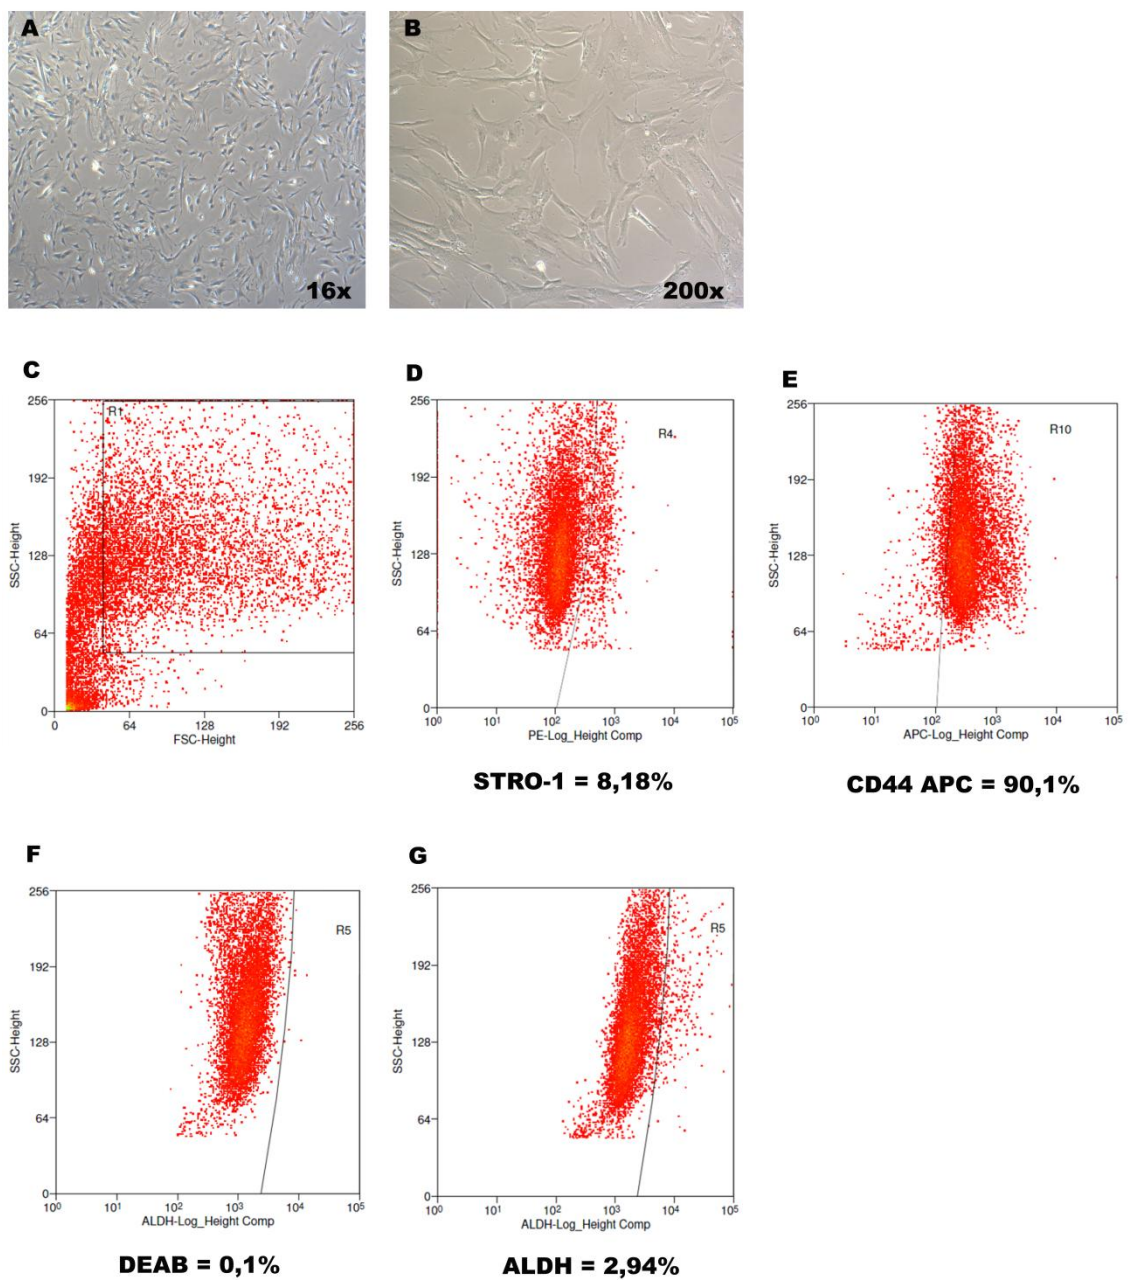 A
B
16x
200x
C
256
192
128
64
0
R1
0
64
128
192
256
SSC-Height
FSC-Height
D
256
192
128
64
0
R4
10⁰
10¹
10²
10³
10⁴
10⁵
SSC-Height
PE-Log_Height Comp
STRO-1 = 8,18%
E
256
192
128
64
0
R10
10⁰
10¹
10²
10³
10⁴
10⁵
SSC-Height
APC-Log_Height Comp
CD44 APC = 90,1%
F
256
192
128
64
0
R5
10⁰
10¹
10²
10³
10⁴
10⁵
SSC-Height
ALDH-Log_Height Comp
DEAB = 0,1%
G
256
192
128
64
0
R5
10⁰
10¹
10²
10³
10⁴
10⁵
SSC-Height
ALDH-Log_Height Comp
ALDH = 2,94%